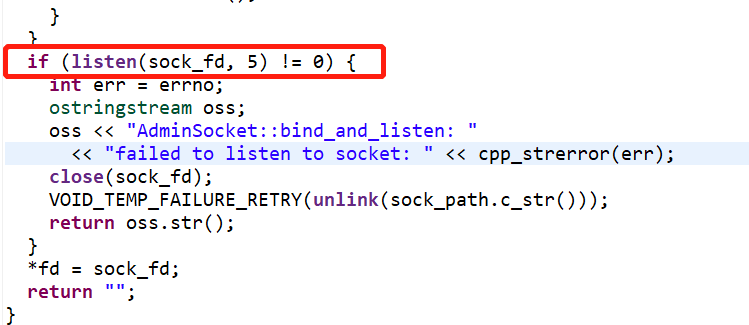 }
}
if (listen(sock_fd, 5) != 0) {
int err = errno;
ostringstream oss;
oss << "AdminSocket::bind_and_listen: "
<< "failed to listen to socket: " << cpp_strerror(err);
close(sock_fd);
VOID_TEMP_FAILURE_RETRY(unlink(sock_path.c_str()));
return oss.str();
}
*fd = sock_fd;
return "";
}